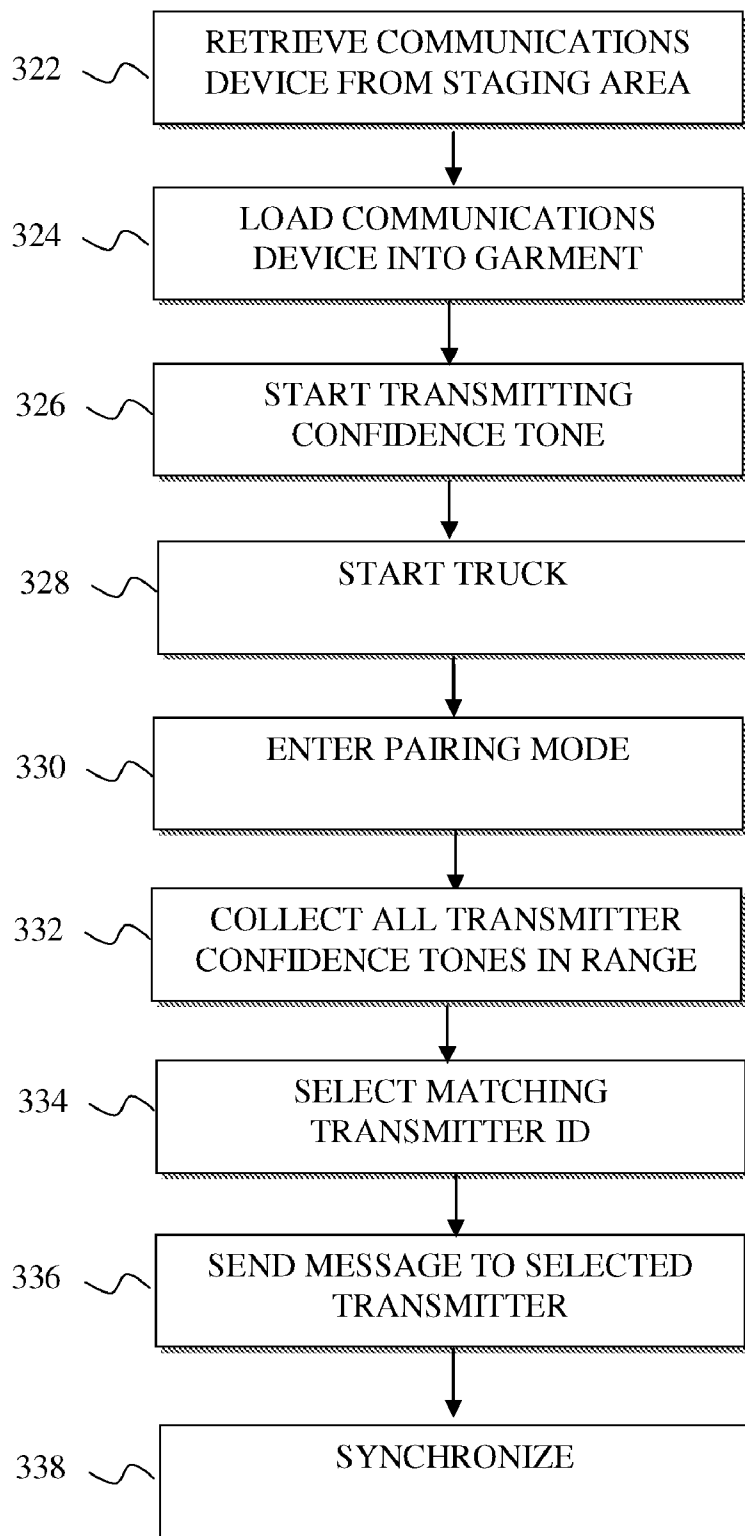 322
RETRIEVE COMMUNICATIONS
DEVICE FROM STAGING AREA
324
LOAD COMMUNICATIONS
DEVICE INTO GARMENT
326
START TRANSMITTING
CONFIDENCE TONE
328
START TRUCK
330
ENTER PAIRING MODE
332
COLLECT ALL TRANSMITTER
CONFIDENCE TONES IN RANGE
334
SELECT MATCHING
TRANSMITTER ID
336
SEND MESSAGE TO SELECTED
TRANSMITTER
338
SYNCHRONIZE